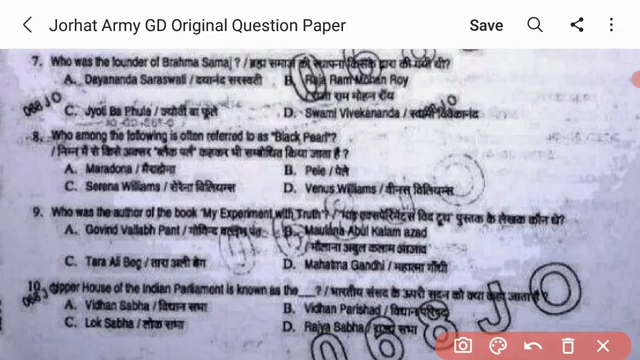 Jorhat Army GD Original Question Paper
Save
7. Who was the founder of Brahma Samaj ? / ब्रह्म समाज की स्थापना किसके द्वारा की गयी थी?
A. Dayananda Saraswati / दयानंद सरस्वती B. Raja Ram Mohan Roy
/ राजा राम मोहन रॉय
C. Jyoti Ba Phule / ज्योती बा फूले D. Swami Vivekananda / स्वामी विवेकानंद
8. Who among the following is often referred to as "Black Pearl"?
/ निम्न में से किसे अक्सर "ब्लैक पर्ल" कहकर भी सम्बोधित किया जाता है ?
A. Maradona / मैराडोना B. Pele / पेले
C. Serena Williams / सेरेना विलियम्स D. Venus Williams / वीनस विलियम्स
9. Who was the author of the book 'My Experiment with Truth'? / 'माइ एक्सपेरिमेंट्स विद ट्रूथ' पुस्तक के लेखक कौन थे?
A. Govind Vallabh Pant / गोविन्द वल्लभ पंत B. Maulana Abul Kalam azad
/ मौलाना अबुल कलाम आजाद
C. Tara Ali Beg / तारा अली बेग D. Mahatma Gandhi / महात्मा गाँधी
10. Upper House of the Indian Parliament is known as the___? / भारतीय संसद के ऊपरी सदन को क्या कहा जाता है ?
A. Vidhan Sabha / विधान सभा B. Vidhan Parishad / विधान परिषद
C. Lok Sabha / लोक सभा D. Rajya Sabha / राज्य सभा
068 JO